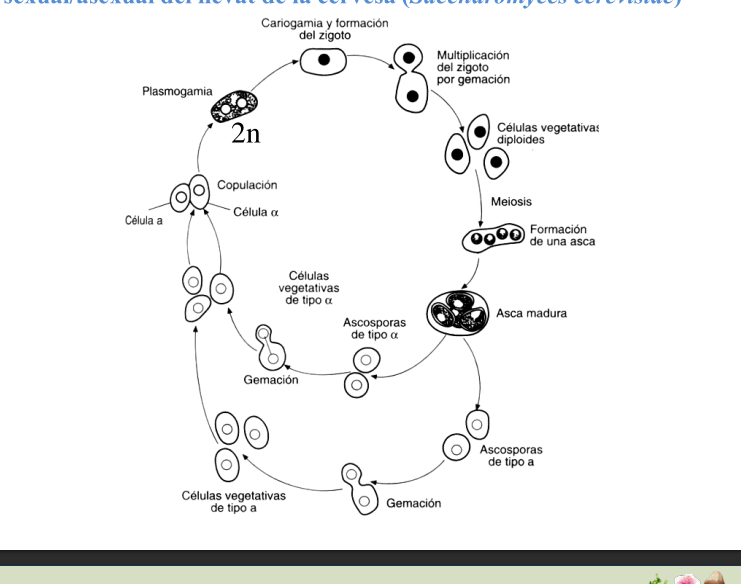 sexual/asexual del llevat de la cervesa (Saccharomyces cerevisiae)
Cariogamia y formación
del zigoto
Multiplicación
del zigoto
por gemación
Plasmogamia
2n
Células vegetativas
diploides
Copulación
Célula a
Célula α
Meiosis
Formación
de una asca
Células
vegetativas
de tipo α
Ascosporas
de tipo α
Asca madura
Gemación
Ascosporas
de tipo a
Células vegetativas
de tipo a
Gemación